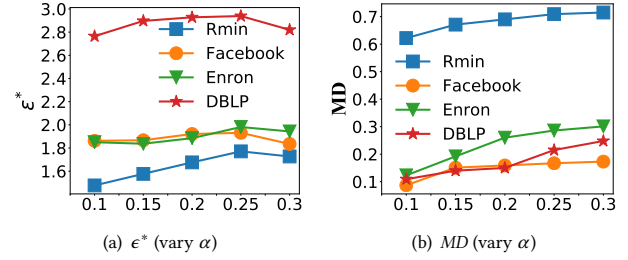 3.0
2.8
2.6
2.4
2.2
2.0
1.8
1.6
ε*
Rmin
Facebook
Enron
DBLP
0.1 0.15 0.2 0.25 0.3
(a) ϵ* (vary α)
0.7
0.6
0.5
0.4
0.3
0.2
0.1
MD
Rmin
Facebook
Enron
DBLP
0.1 0.15 0.2 0.25 0.3
(b) MD (vary α)